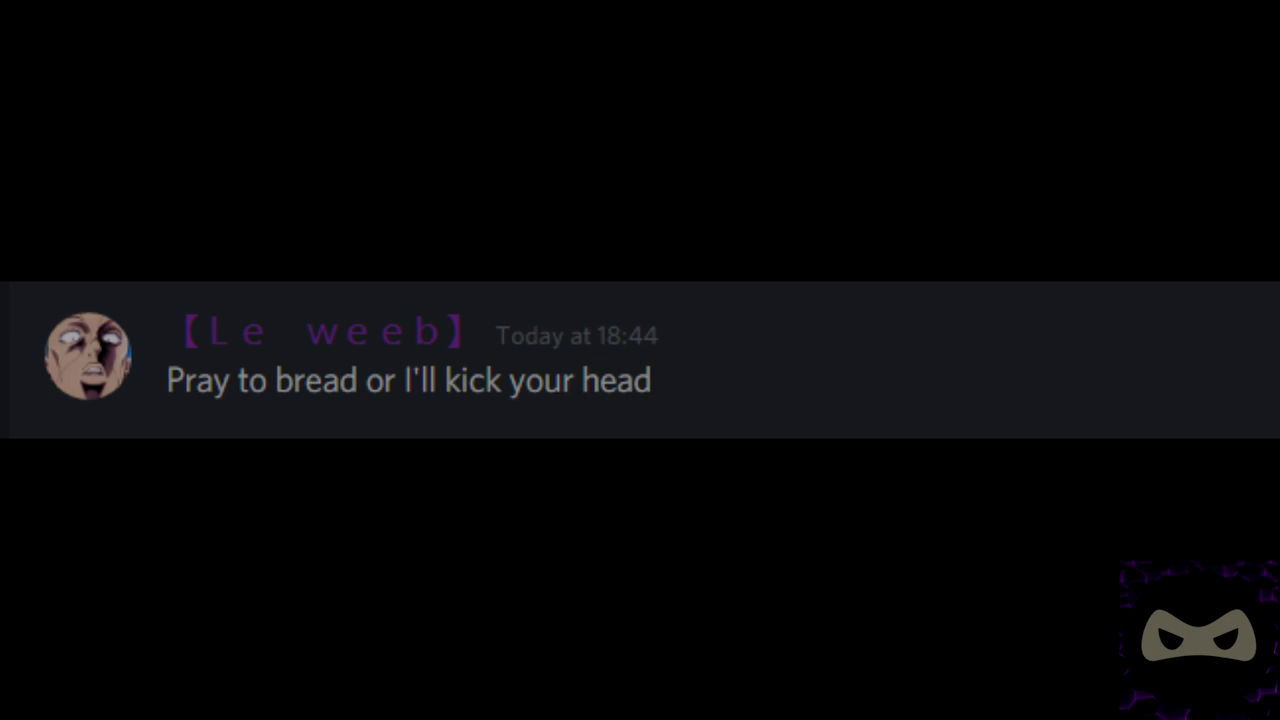 【Ｌｅ　ｗｅｅｂ】 Today at 18:44
Pray to bread or I'll kick your head